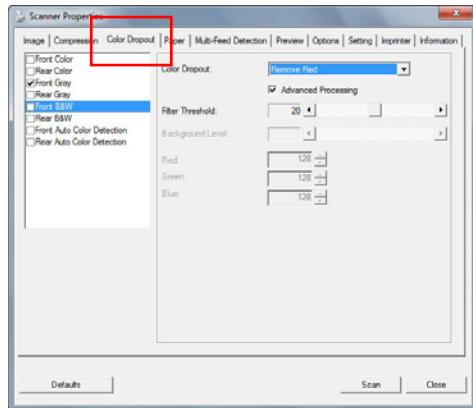 Scanner Properties
Image Compression Color Dropout Paper Multi-Feed Detection Preview Options Setting Imprinter Information
Front Color
Rear Color
Front Gray
Rear Gray
Front B&W
Rear B&W
Front Auto Color Detection
Rear Auto Color Detection
Color Dropout: Remove Red
Advanced Processing
Filter Threshold: 20
Background Level:
Red: 128
Green: 128
Blue: 128
Defaults Scan Close